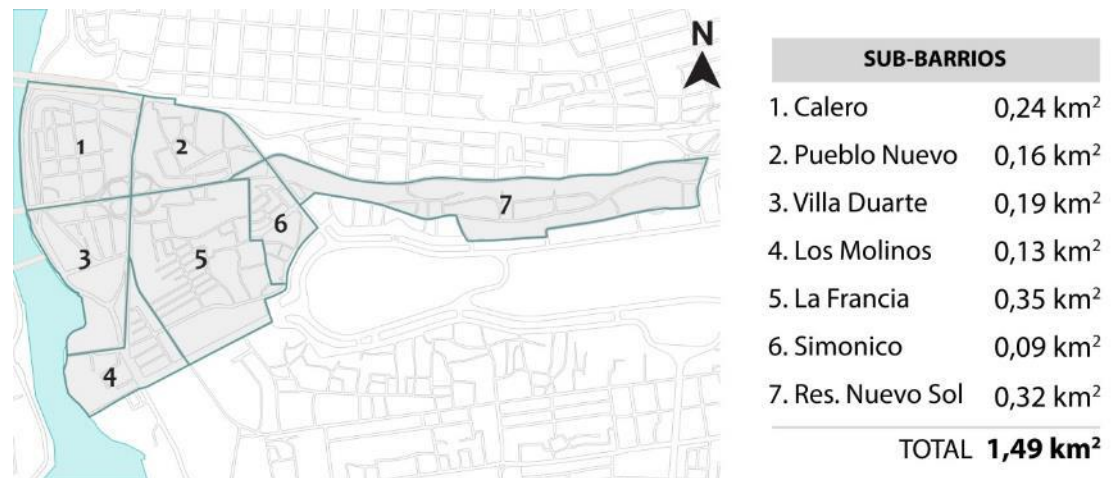 N
1
2
3
4
5
6
7
SUB-BARRIOS
1. Calero 0,24 km²
2. Pueblo Nuevo 0,16 km²
3. Villa Duarte 0,19 km²
4. Los Molinos 0,13 km²
5. La Francia 0,35 km²
6. Simonico 0,09 km²
7. Res. Nuevo Sol 0,32 km²
TOTAL 1,49 km²